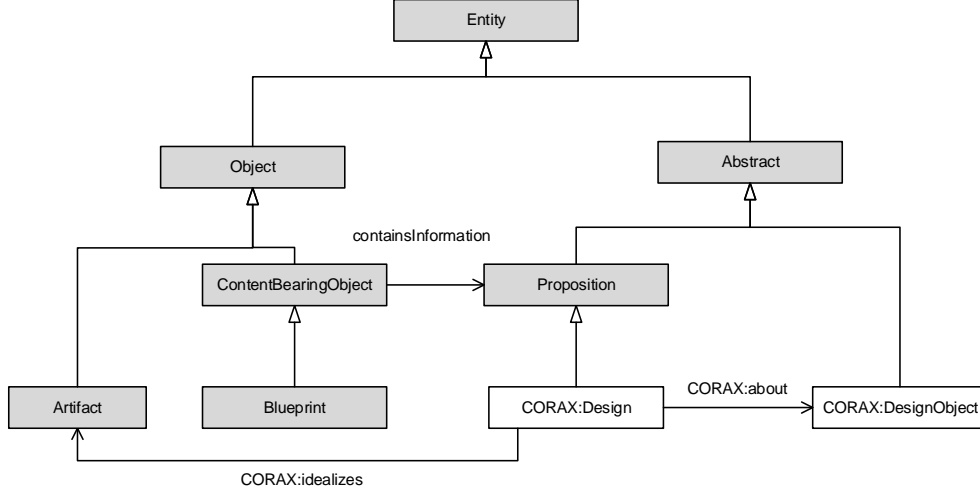 Entity
Object
Abstract
containsInformation
ContentBearingObject
Proposition
Artifact
Blueprint
CORAX:Design
CORAX:about
CORAX:DesignObject
CORAX:idealizes